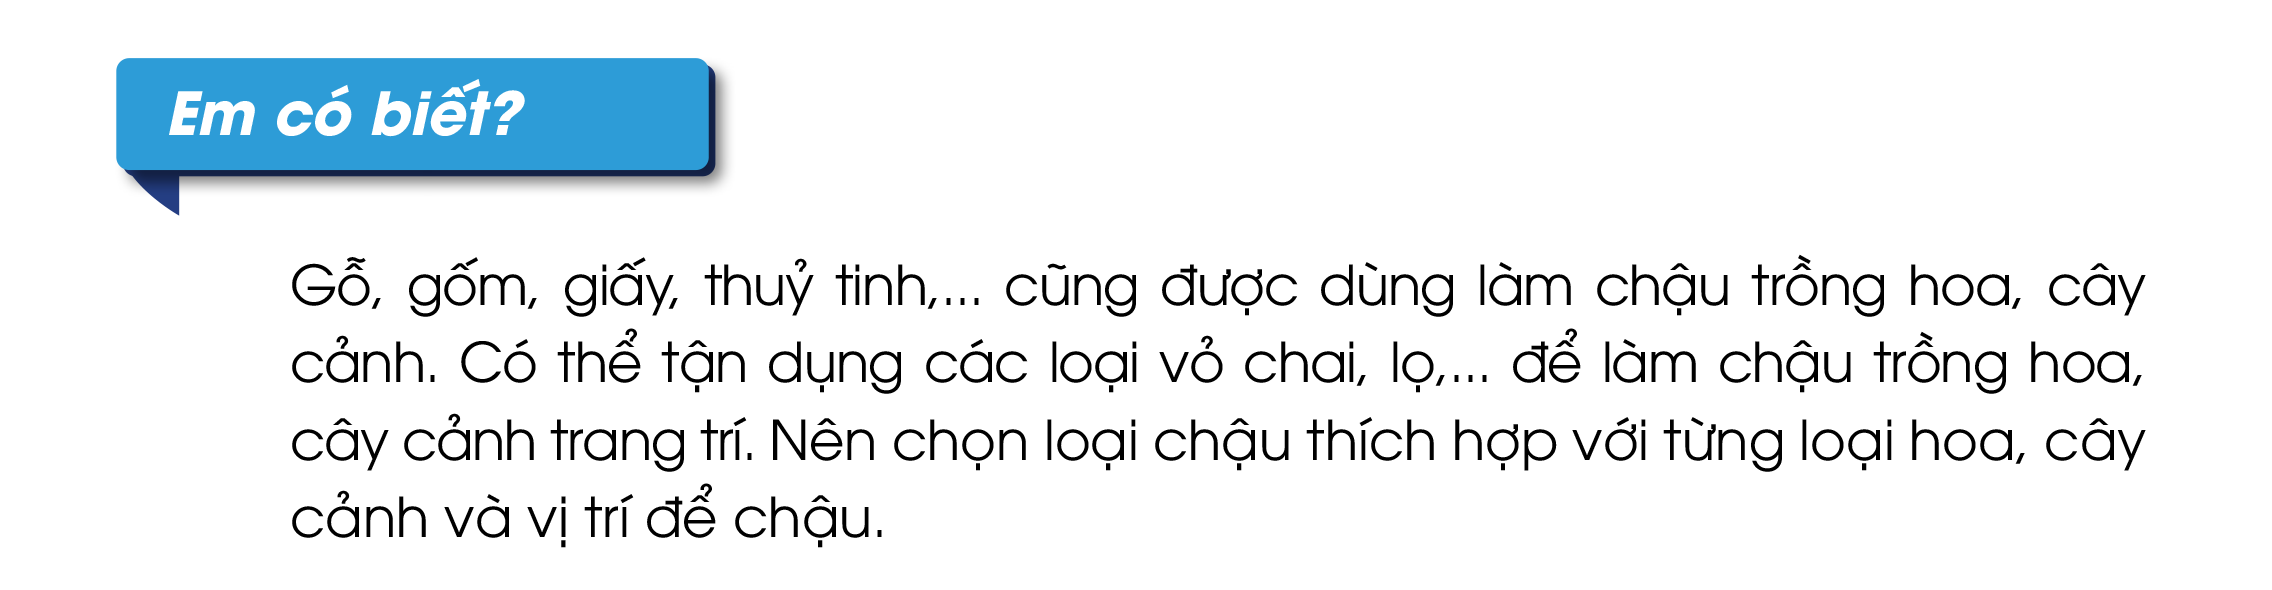 Em có biết?
Gỗ, gốm, giấy, thuỷ tinh,... cũng được dùng làm chậu trồng hoa, cây
cảnh. Có thể tận dụng các loại vỏ chai, lọ,... để làm chậu trồng hoa,
cây cảnh trang trí. Nên chọn loại chậu thích hợp với từng loại hoa, cây
cảnh và vị trí để chậu.